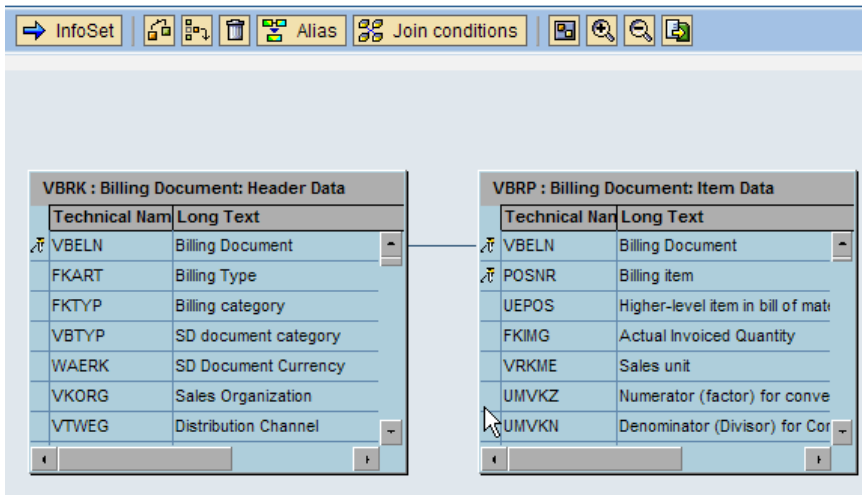 InfoSet Alias Join conditions
VBRK : Billing Document: Header Data
Technical Nam Long Text
VBELN Billing Document
FKART Billing Type
FKTYP Billing category
VBTYP SD document category
WAERK SD Document Currency
VKORG Sales Organization
VTWEG Distribution Channel
VBRP : Billing Document: Item Data
Technical Nan Long Text
VBELN Billing Document
POSNR Billing item
UEPOS Higher-level item in bill of mate
FKIMG Actual Invoiced Quantity
VRKME Sales unit
UMVKZ Numerator (factor) for conve
UMVKN Denominator (Divisor) for Cor